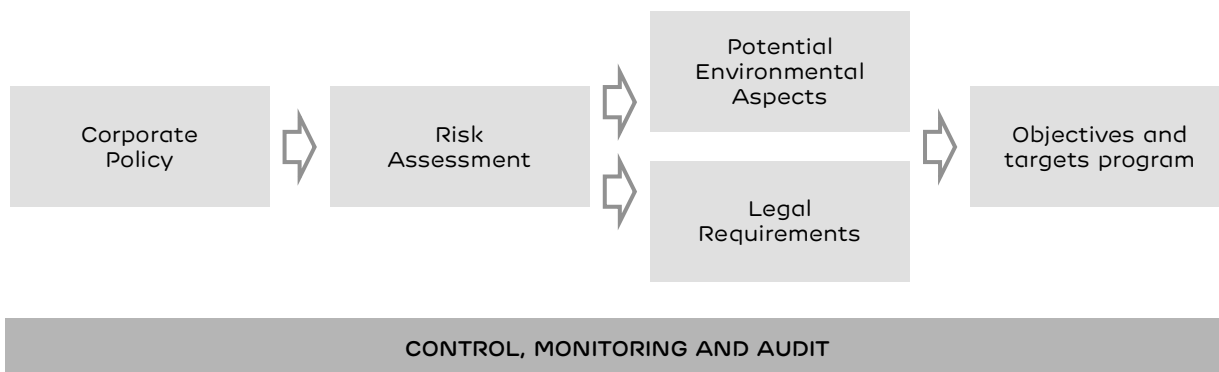 Corporate
Policy
Risk
Assessment
Potential
Environmental
Aspects
Legal
Requirements
Objectives and
targets program
CONTROL, MONITORING AND AUDIT